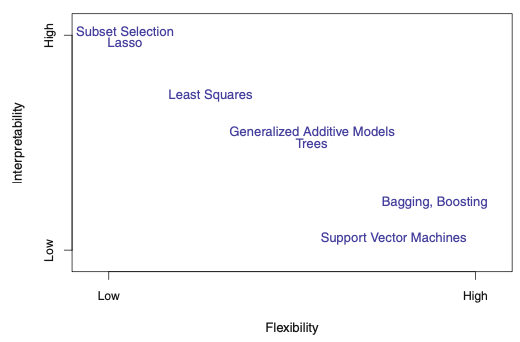 High
Subset Selection
Lasso
Least Squares
Generalized Additive Models
Trees
Bagging, Boosting
Support Vector Machines
Low
Interpretability
Low
High
Flexibility